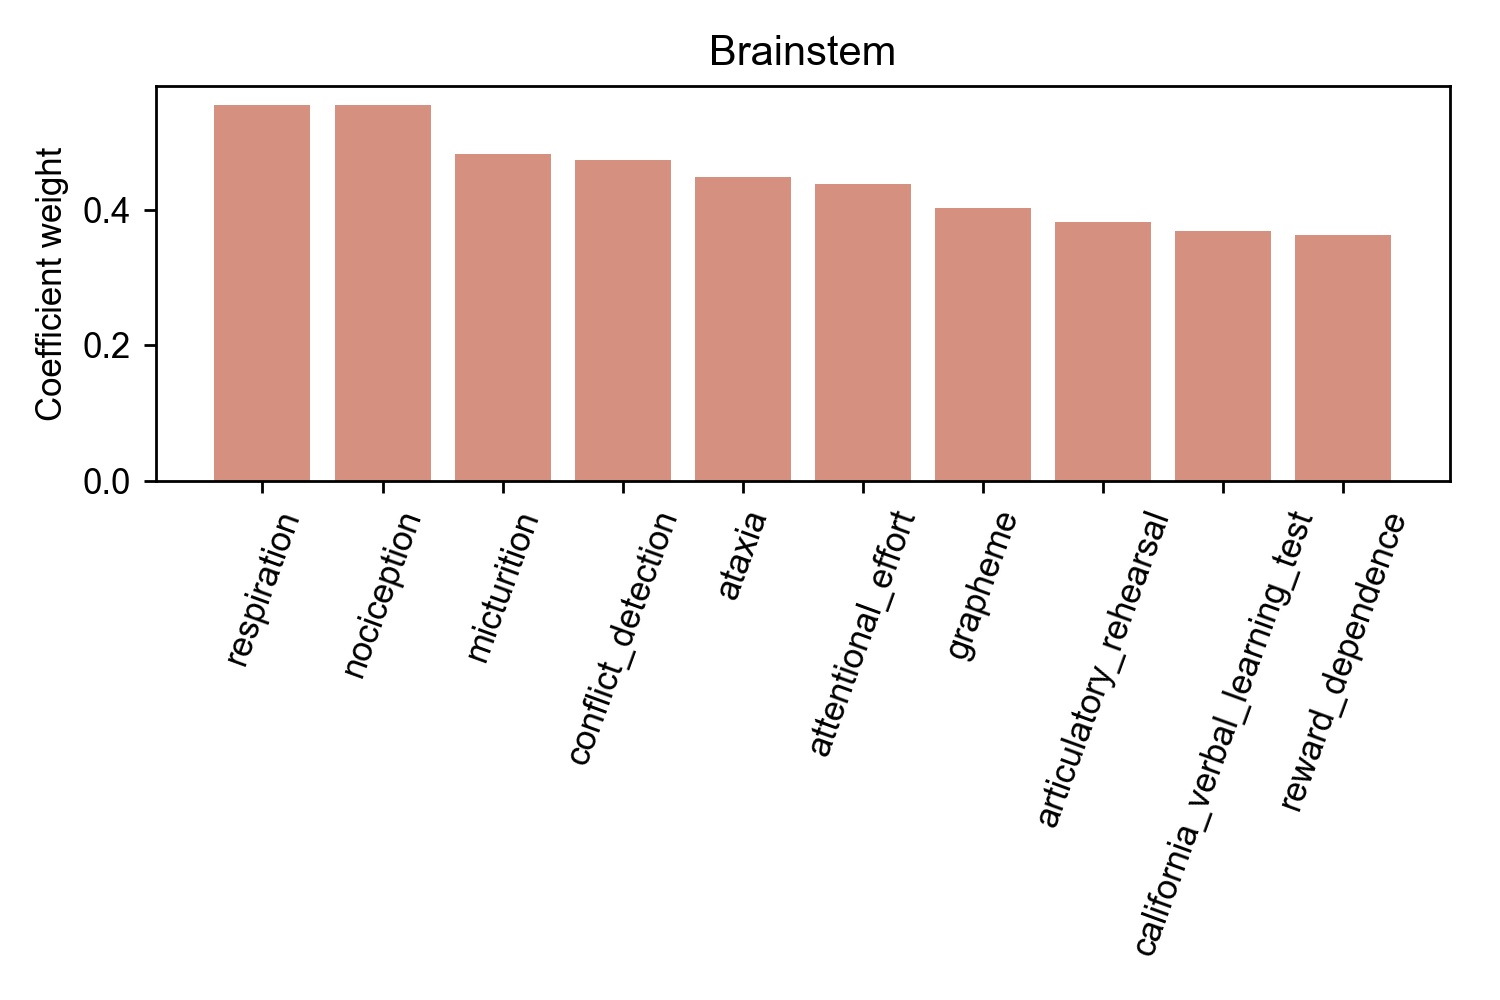 Brainstem
Coefficient weight
0.4
0.2
0.0
respiration
nociception
micturition
conflict_detection
ataxia
attentional_effort
grapheme
articulatory_rehearsal
california_verbal_learning_test
reward_dependence